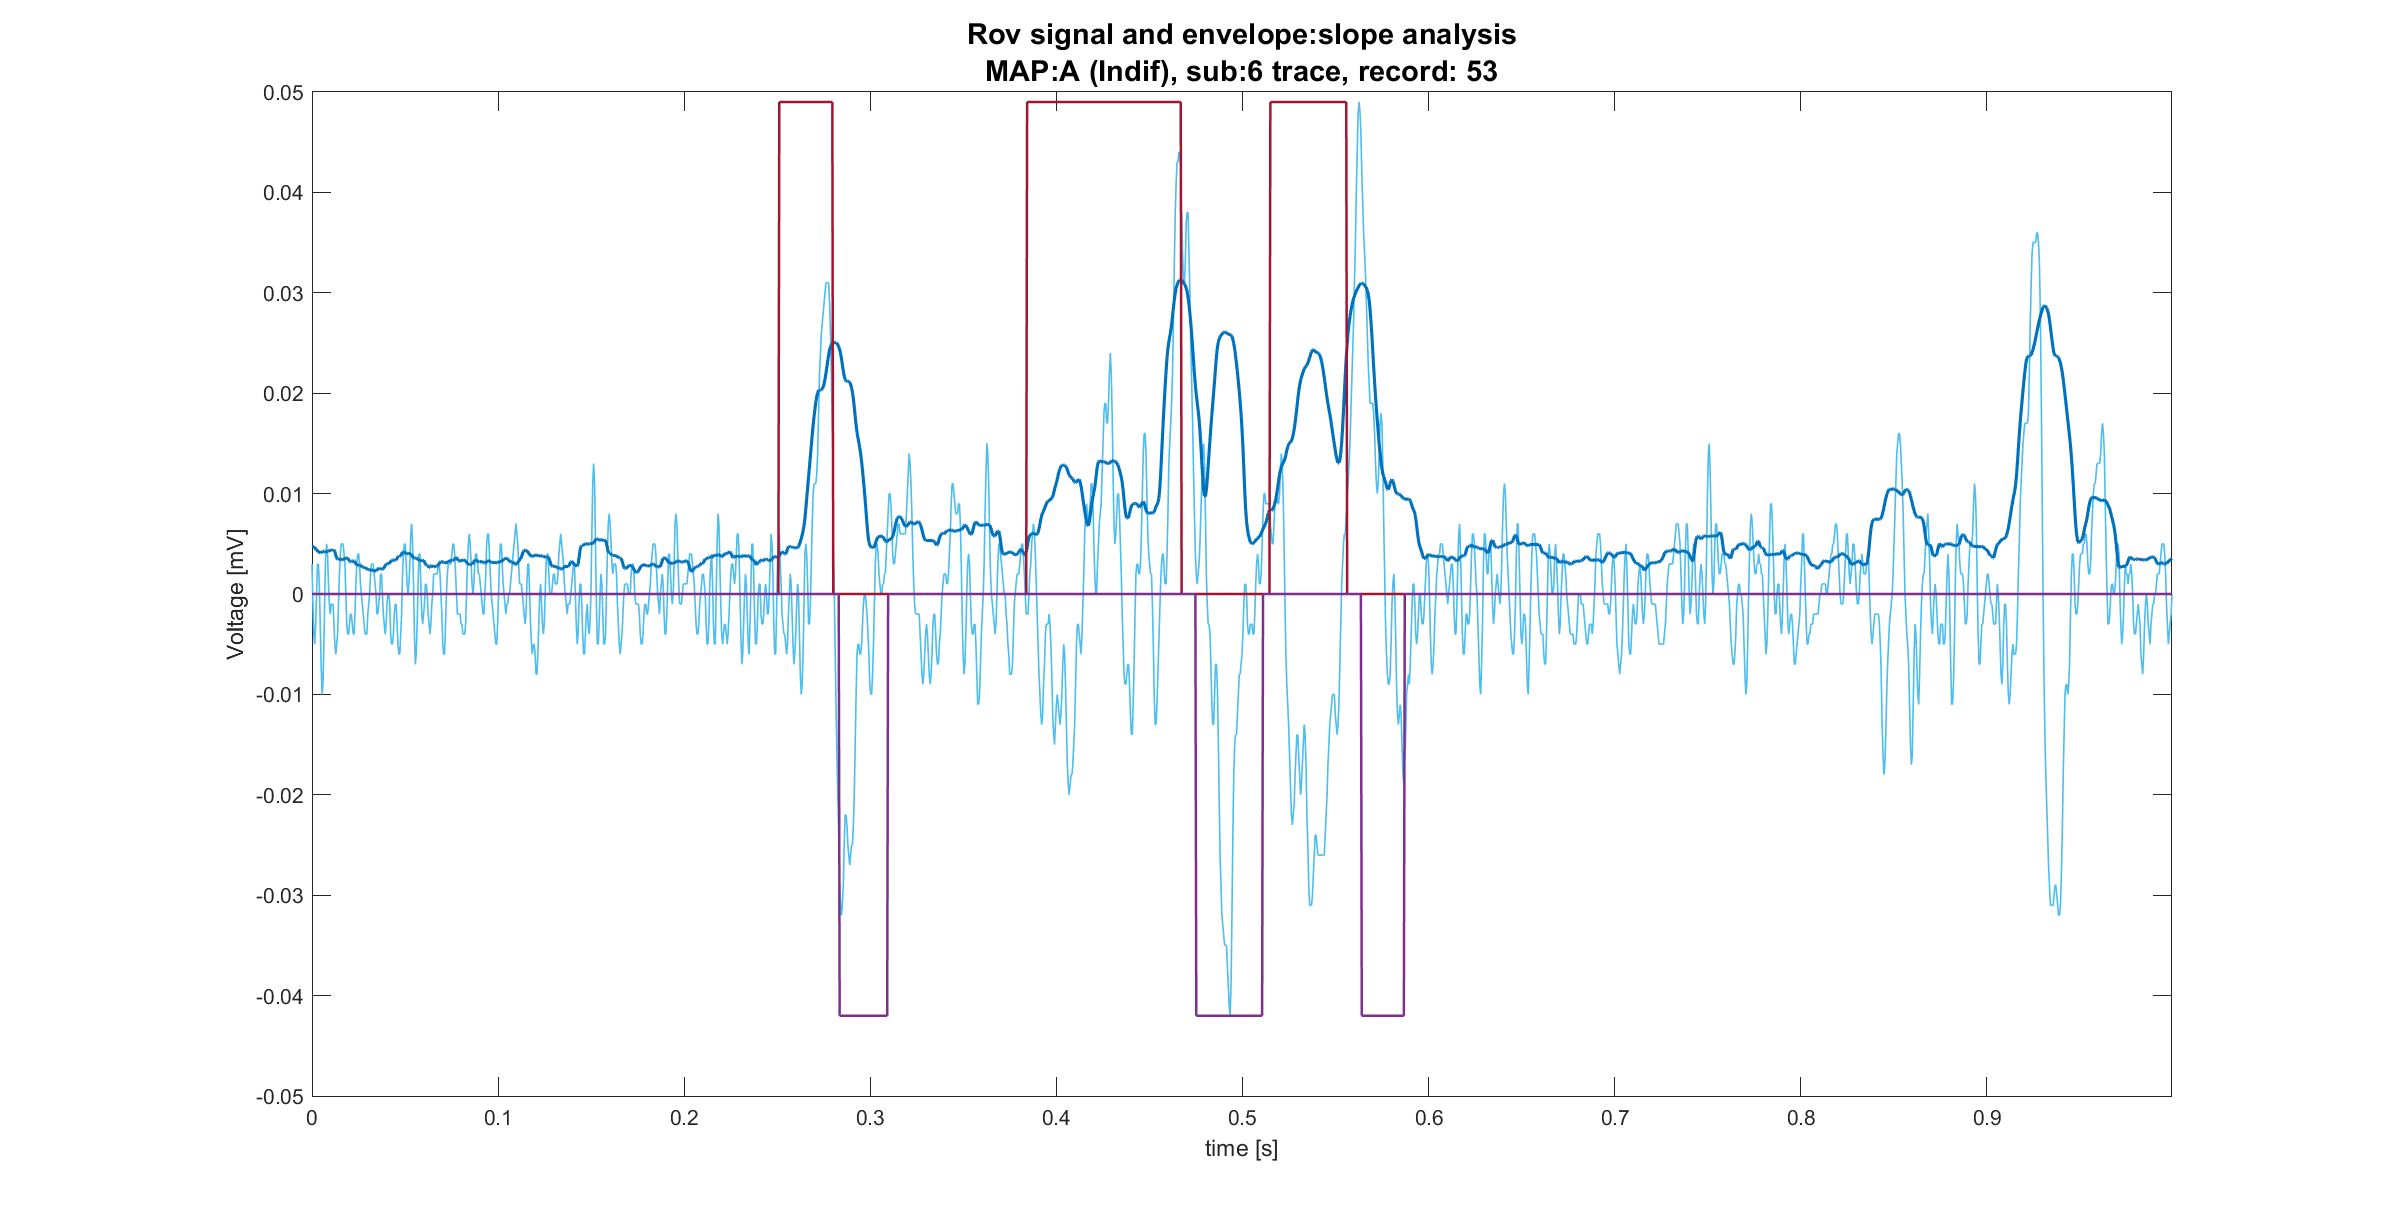 Rov signal and envelope:slope analysis
MAP:A (Indif), sub:6 trace, record: 53
0.05
0.04
0.03
0.02
0.01
0
-0.01
-0.02
-0.03
-0.04
-0.05
Voltage [mV]
0 0.1 0.2 0.3 0.4 0.5 0.6 0.7 0.8 0.9
time [s]